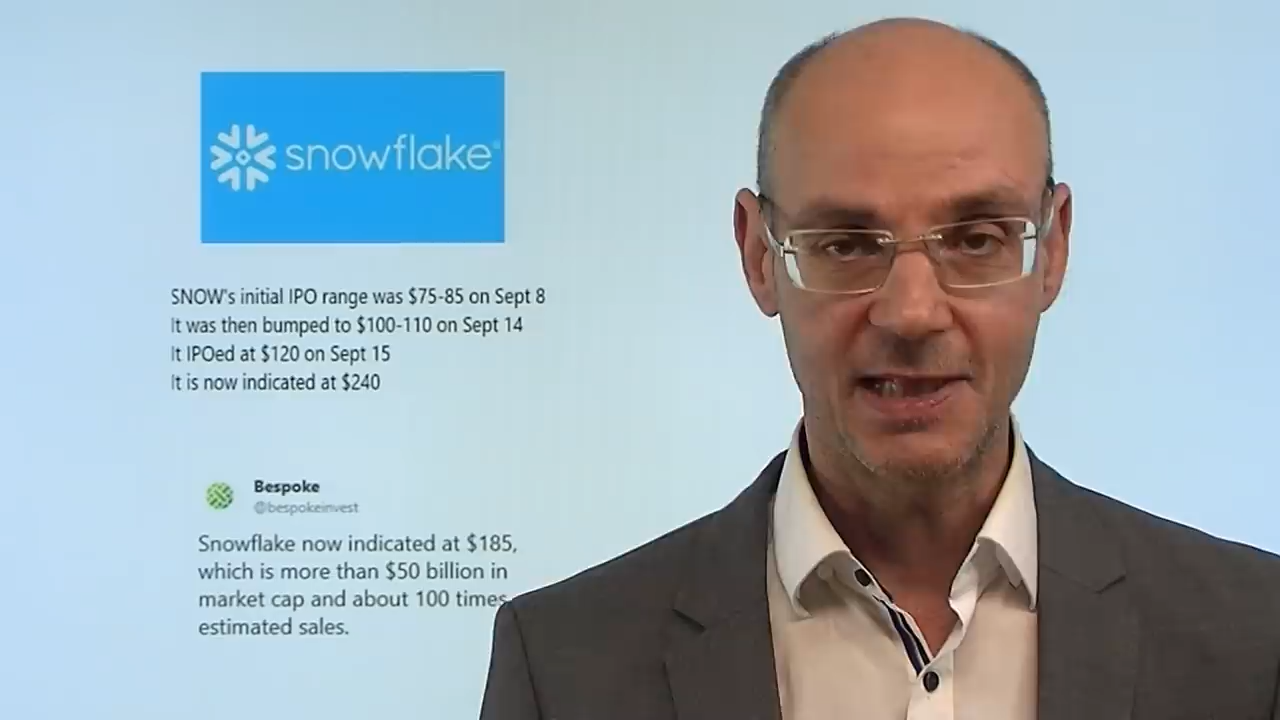 snowflake®
SNOW's initial IPO range was $75-85 on Sept 8
It was then bumped to $100-110 on Sept 14
It IPOed at $120 on Sept 15
It is now indicated at $240
Bespoke
@bespokeinvest
Snowflake now indicated at $185,
which is more than $50 billion in
market cap and about 100 times
estimated sales.